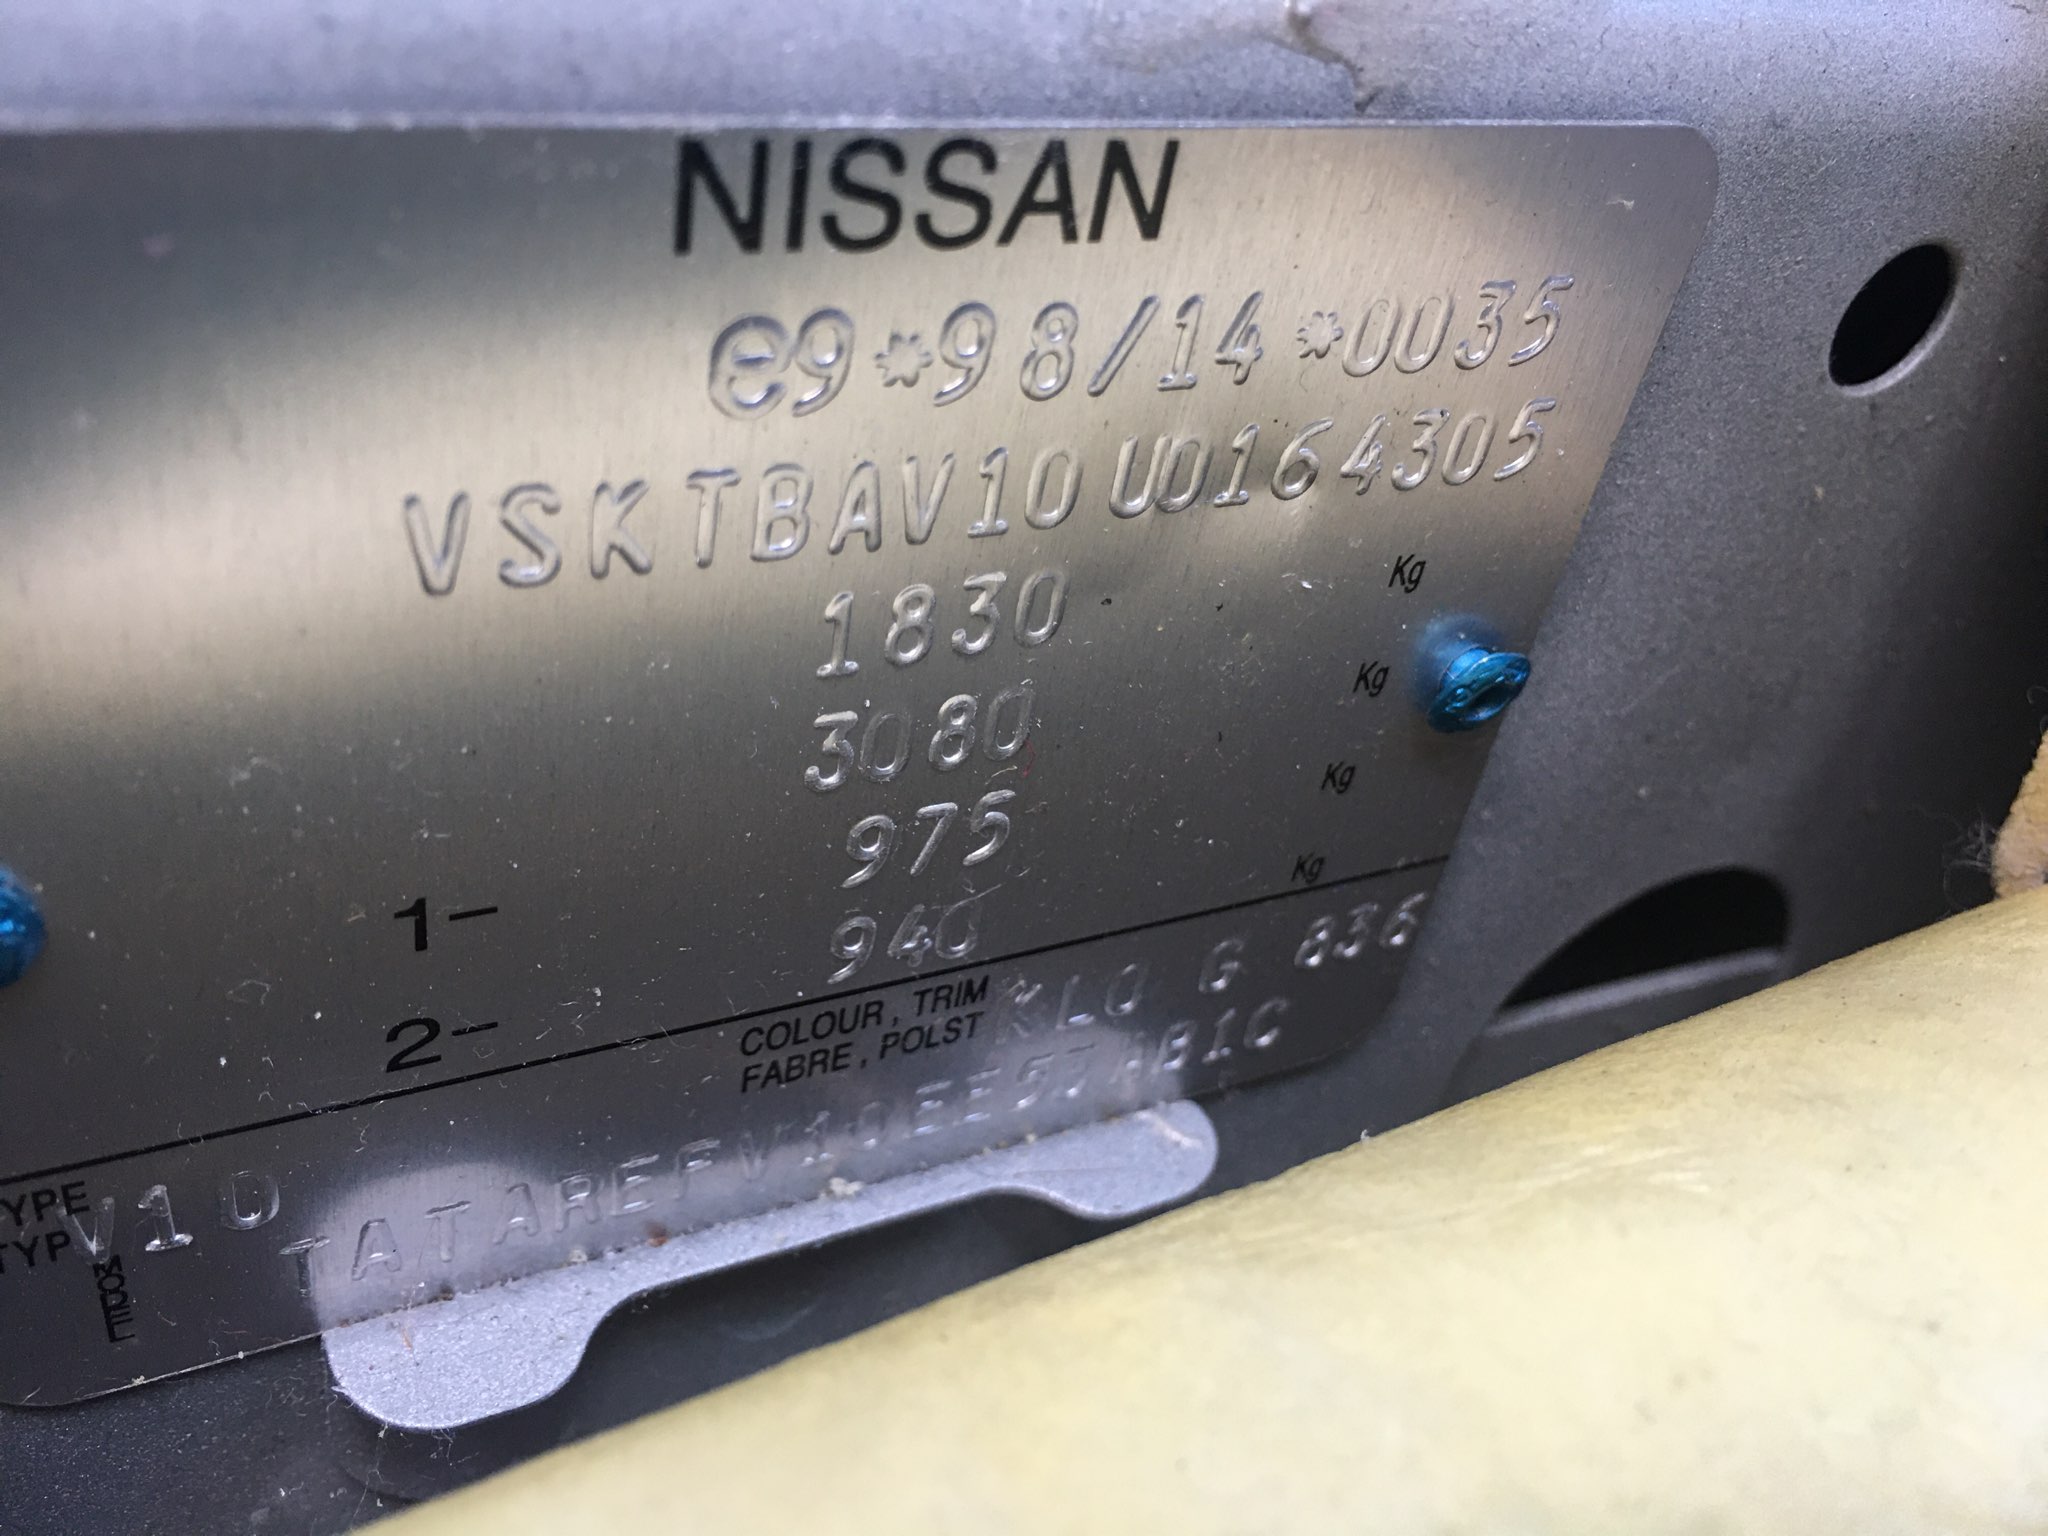 NISSAN
e9*98/14*0035
VSKTBAV10U0164305
1830 Kg
3080 Kg
1- 975 Kg
2- 940 Kg
COLOUR, TRIM KL0 G 836
FABRE, POLST
TYPE V10
TYP
MODEL